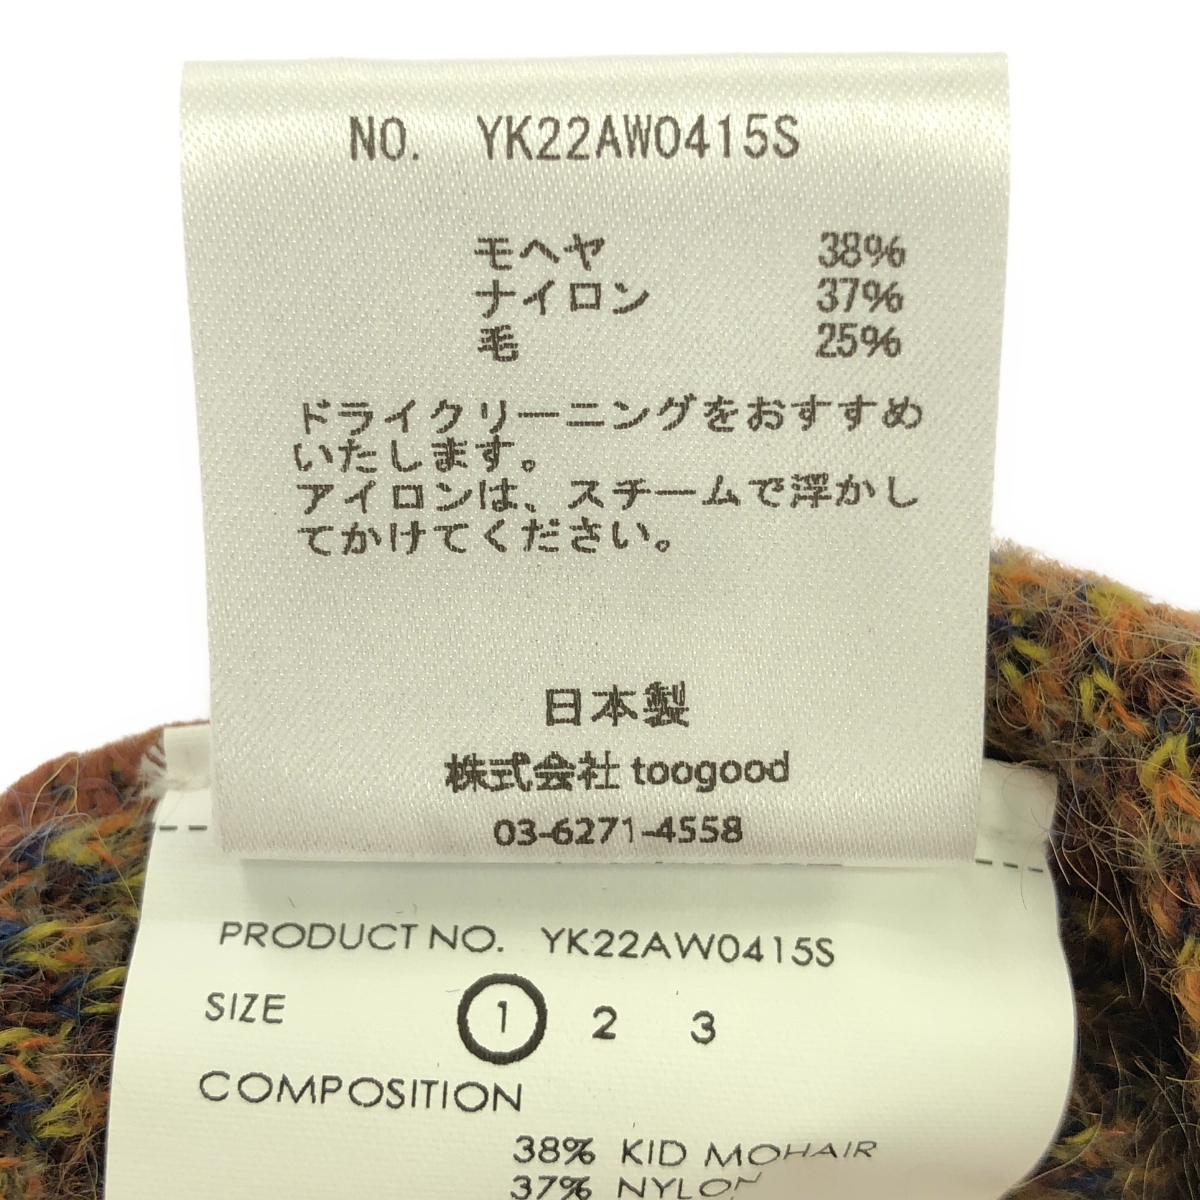 NO. YK22AW0415S
モヘヤ 38%
ナイロン 37%
毛 25%
ドライクリーニングをおすすめ
いたします。
アイロンは、スチームで浮かし
てかけてください。
日本製
株式会社 toogood
03-6271-4558
PRODUCT NO. YK22AW0415S
SIZE 1 2 3
COMPOSITION
38% KID MOHAIR
37% NYLON